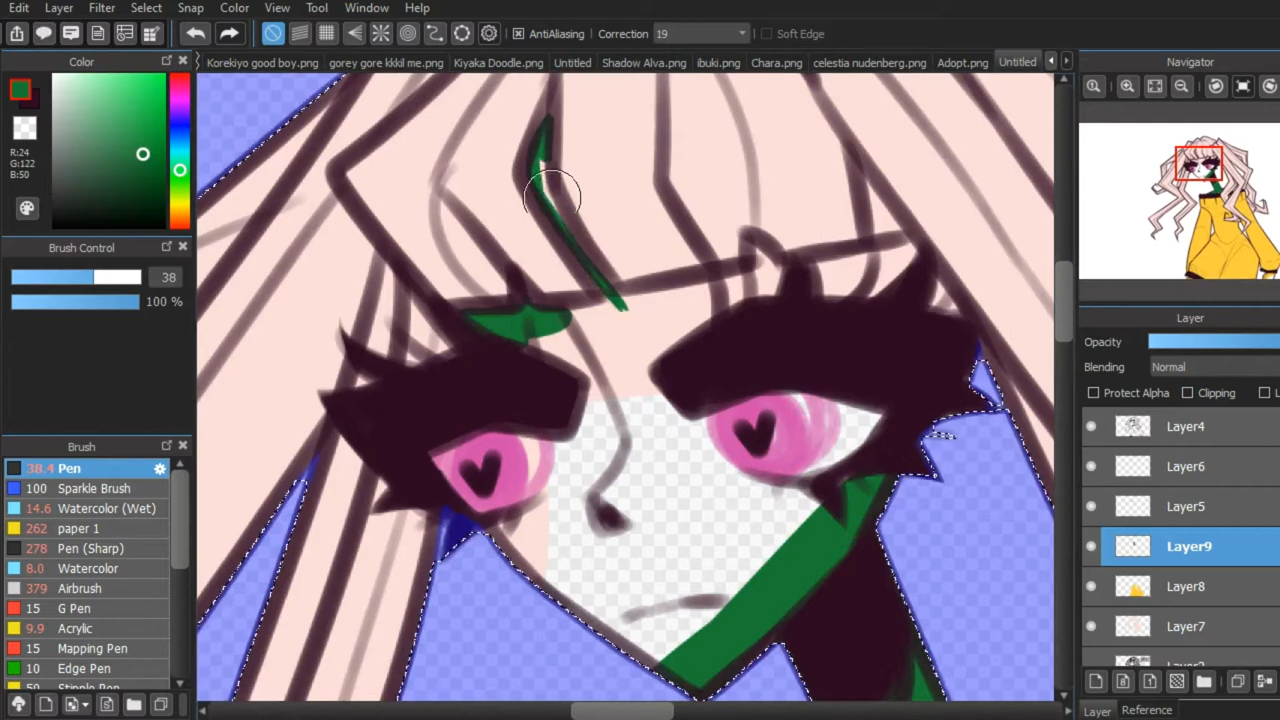 Edit Layer Filter Select Snap Color View Tool Window Help
AntiAliasing Correction 19 Soft Edge
Color
Korekiyo good boy.png gorey gore kkkil me.png Kiyaka Doodle.png Untitled Shadow Alva.png ibuki.png Chara.png celestia nudenberg.png Adopt.png Untitled
Navigator
R:24
G:122
B:50
Brush Control
38
100 %
Brush
38.4 Pen
100 Sparkle Brush
14.6 Watercolor (Wet)
262 paper 1
278 Pen (Sharp)
8.0 Watercolor
379 Airbrush
15 G Pen
9.9 Acrylic
15 Mapping Pen
10 Edge Pen
50 Stipple Pen
Layer
Opacity
Blending Normal
Protect Alpha Clipping L
Layer4
Layer6
Layer5
Layer9
Layer8
Layer7
Layer Reference